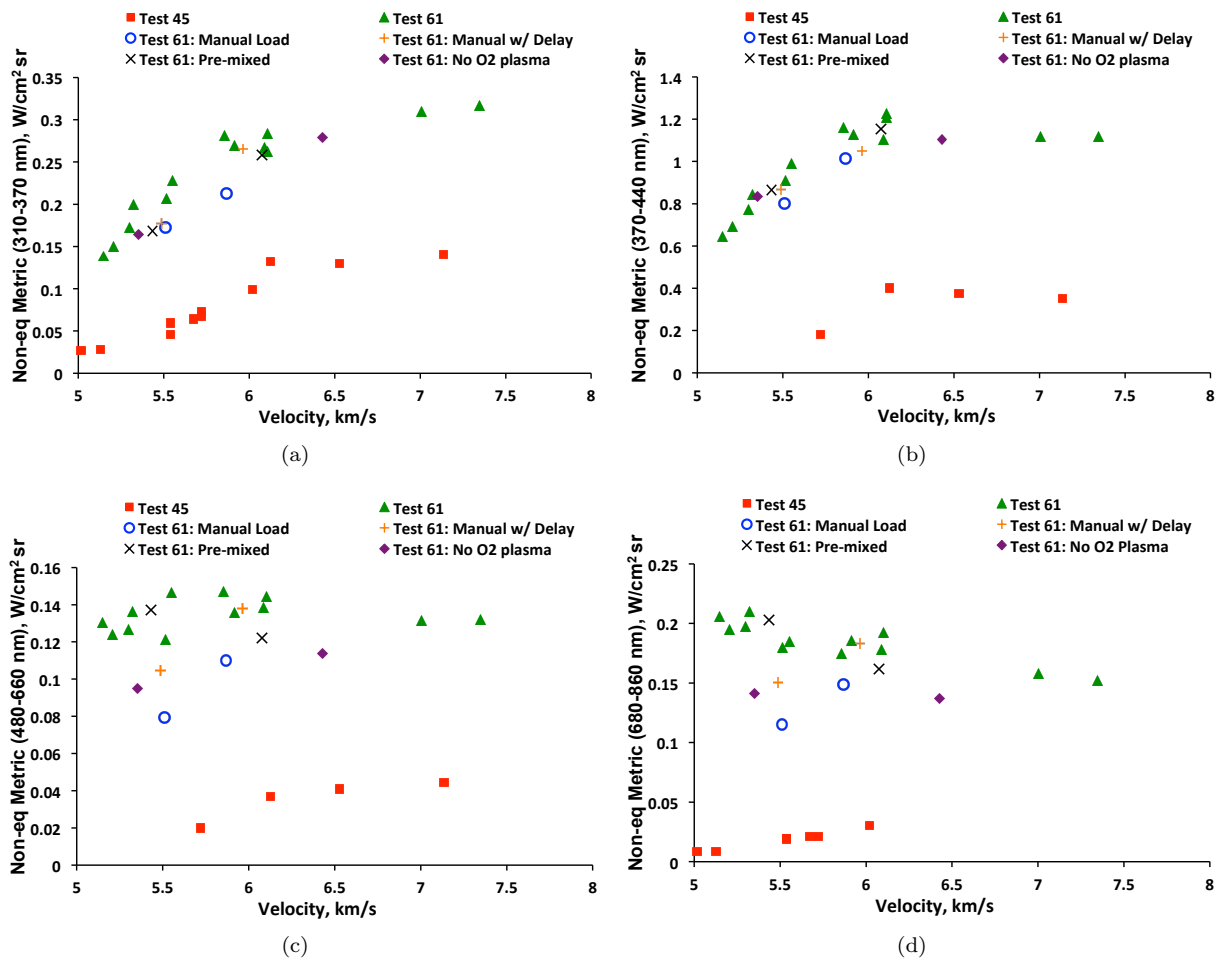 Test 45 Test 61
Test 61: Manual Load Test 61: Manual w/ Delay
Test 61: Pre-mixed Test 61: No O2 plasma
Non-eq Metric (310-370 nm), W/cm² sr
0.35
0.3
0.25
0.2
0.15
0.1
0.05
0
5 5.5 6 6.5 7 7.5 8
Velocity, km/s
(a)
Test 45 Test 61
Test 61: Manual Load Test 61: Manual w/ Delay
Test 61: Pre-mixed Test 61: No O2 plasma
Non-eq Metric (370-440 nm), W/cm² sr
1.4
1.2
1
0.8
0.6
0.4
0.2
0
5 5.5 6 6.5 7 7.5 8
Velocity, km/s
(b)
Test 45 Test 61
Test 61: Manual Load Test 61: Manual w/ Delay
Test 61: Pre-mixed Test 61: No O2 plasma
Non-eq Metric (480-660 nm), W/cm² sr
0.16
0.14
0.12
0.1
0.08
0.06
0.04
0.02
0
5 5.5 6 6.5 7 7.5 8
Velocity, km/s
(c)
Test 45 Test 61
Test 61: Manual Load Test 61: Manual w/ Delay
Test 61: Pre-mixed Test 61: No O2 Plasma
Non-eq Metric (680-860 nm), W/cm² sr
0.25
0.2
0.15
0.1
0.05
0
5 5.5 6 6.5 7 7.5 8
Velocity, km/s
(d)